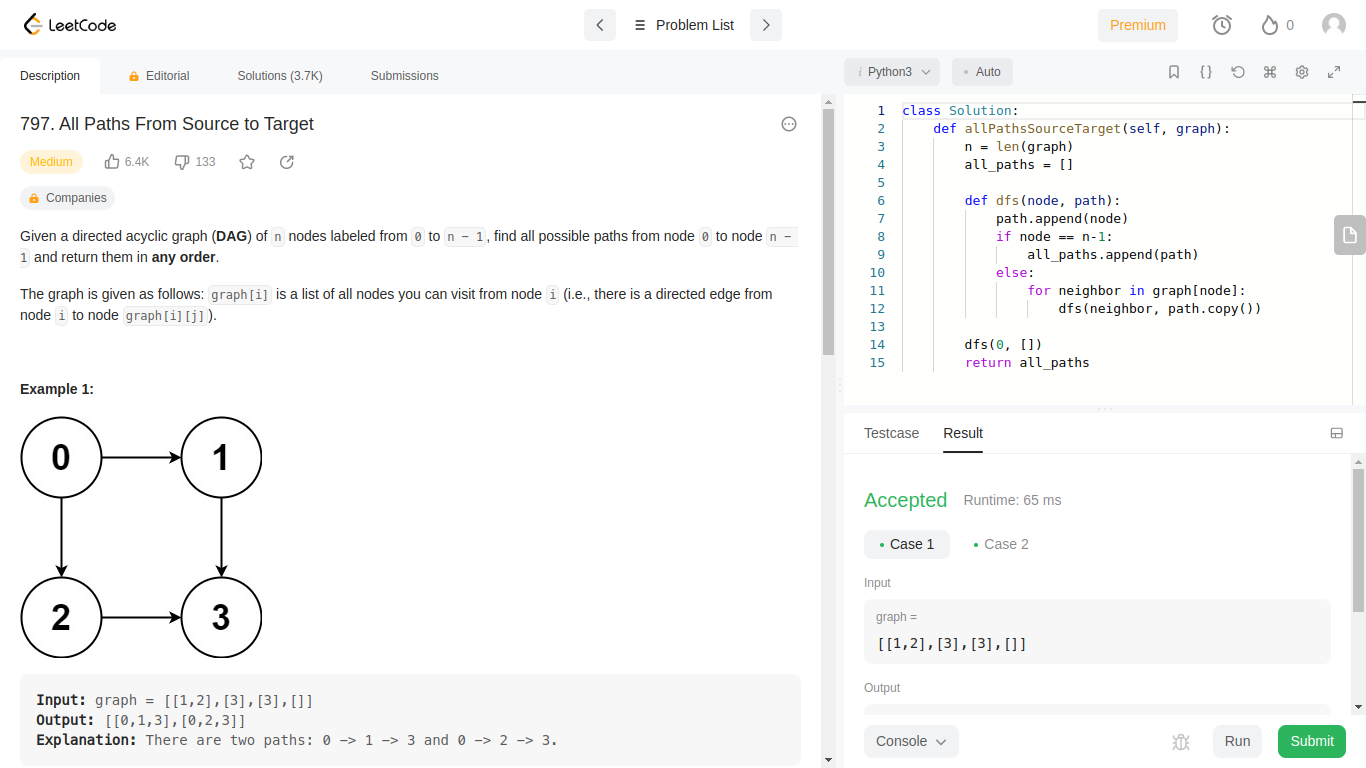 LeetCode
Problem List
Premium
0
Description
Editorial
Solutions (3.7K)
Submissions
797. All Paths From Source to Target
Medium
6.4K
133
Companies
Given a directed acyclic graph (DAG) of n nodes labeled from 0 to n - 1, find all possible paths from node 0 to node n -
1 and return them in any order.
The graph is given as follows: graph[i] is a list of all nodes you can visit from node i (i.e., there is a directed edge from
node i to node graph[i][j]).
Example 1:
0
1
2
3
Input: graph = [[1,2],[3],[3],[]]
Output: [[0,1,3],[0,2,3]]
Explanation: There are two paths: 0 -> 1 -> 3 and 0 -> 2 -> 3.
i Python3
Auto
{}
1 class Solution:
2     def allPathsSourceTarget(self, graph):
3         n = len(graph)
4         all_paths = []
5
6         def dfs(node, path):
7             path.append(node)
8             if node == n-1:
9                 all_paths.append(path)
10             else:
11                 for neighbor in graph[node]:
12                     dfs(neighbor, path.copy())
13
14         dfs(0, [])
15         return all_paths
Testcase
Result
Accepted
Runtime: 65 ms
Case 1
Case 2
Input
graph =
[[1,2],[3],[3],[]]
Output
Console
Run
Submit